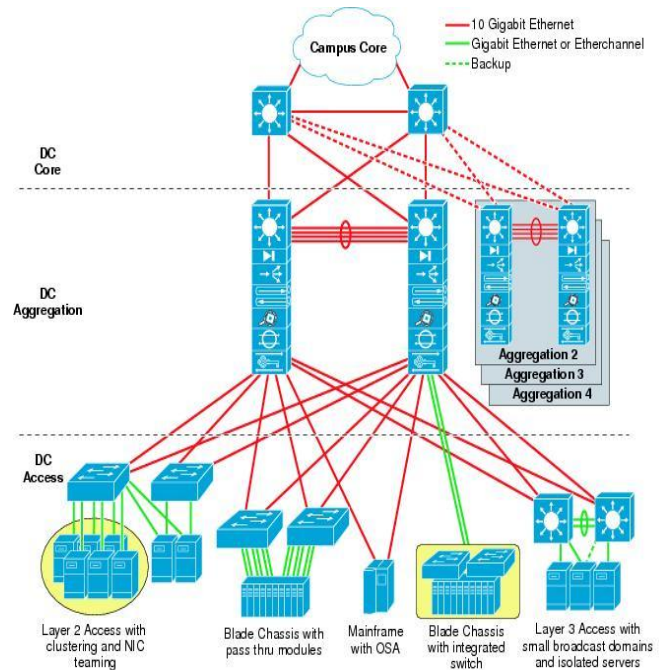 10 Gigabit Ethernet
Gigabit Ethernet or Etherchannel
Backup
Campus Core
DC
Core
DC
Aggregation
Aggregation 2
Aggregation 3
Aggregation 4
DC
Access
Layer 2 Access with
clustering and NIC
teaming
Blade Chassis with
pass thru modules
Mainframe
with OSA
Blade Chassis
with integrated
switch
Layer 3 Access with
small broadcast domains
and isolated servers